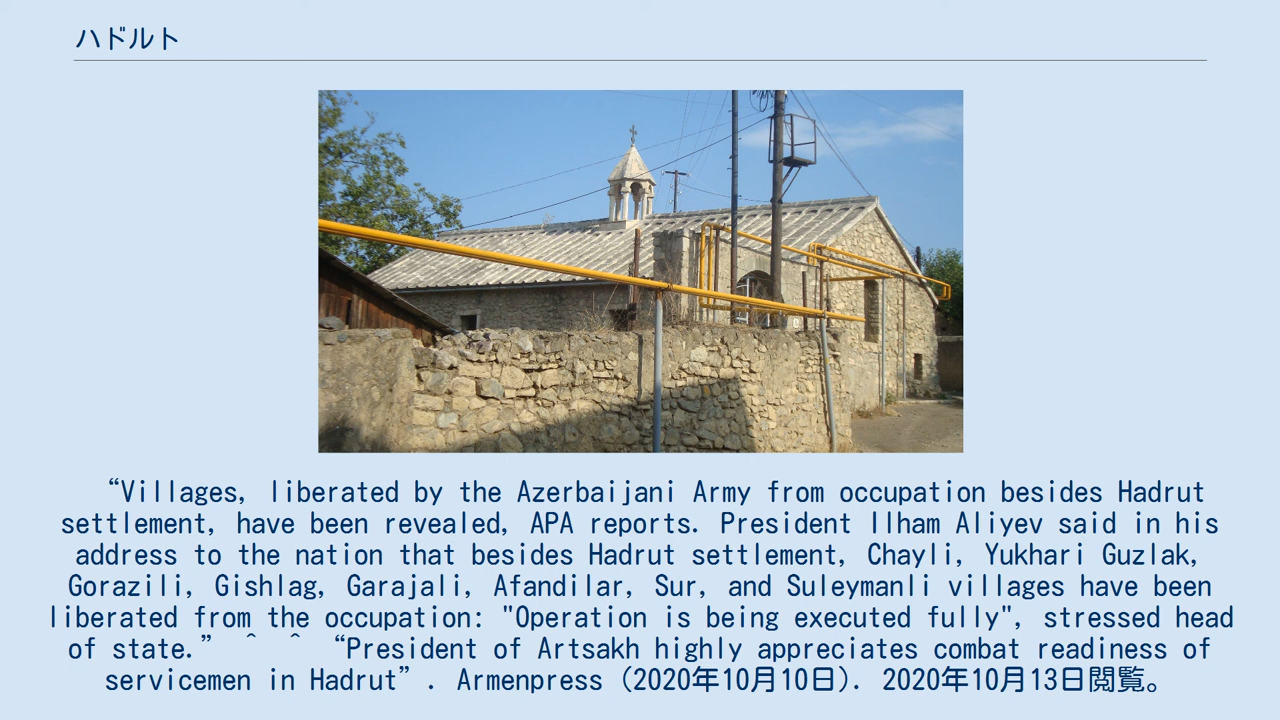 ハドルト
“Villages, liberated by the Azerbaijani Army from occupation besides Hadrut
settlement, have been revealed, APA reports. President Ilham Aliyev said in his
address to the nation that besides Hadrut settlement, Chayli, Yukhari Guzlak,
Gorazili, Gishlag, Garajali, Afandilar, Sur, and Suleymanli villages have been
liberated from the occupation: "Operation is being executed fully", stressed head
of state.” ^ ^ “President of Artsakh highly appreciates combat readiness of
servicemen in Hadrut”. Armenpress (2020年10月10日). 2020年10月13日閲覧。